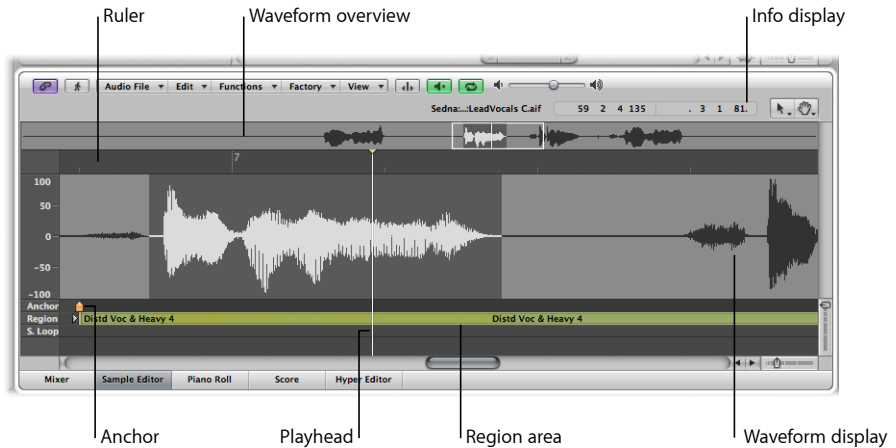 Ruler
Waveform overview
Info display
Audio File Edit Functions Factory View
Sedna:...:LeadVocals C.aif 59 2 4 135 . 3 1 81.
7
100
50
0
-50
-100
Anchor
Region Distd Voc & Heavy 4 Distd Voc & Heavy 4
S. Loop
Mixer Sample Editor Piano Roll Score Hyper Editor
Anchor
Playhead
Region area
Waveform display